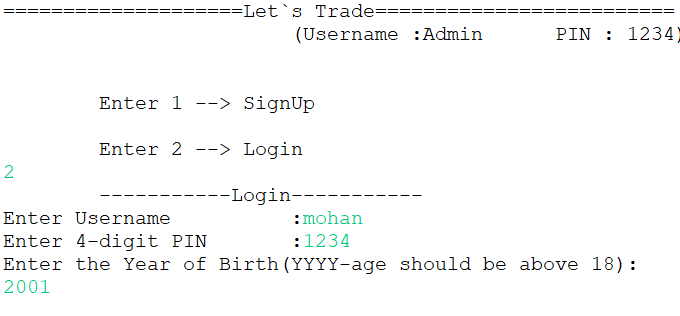 ====================Let`s Trade=========================
(Username :Admin      PIN : 1234)
Enter 1 --> SignUp
Enter 2 --> Login
2
-----------Login-----------
Enter Username          :mohan
Enter 4-digit PIN       :1234
Enter the Year of Birth(YYYY-age should be above 18):
2001